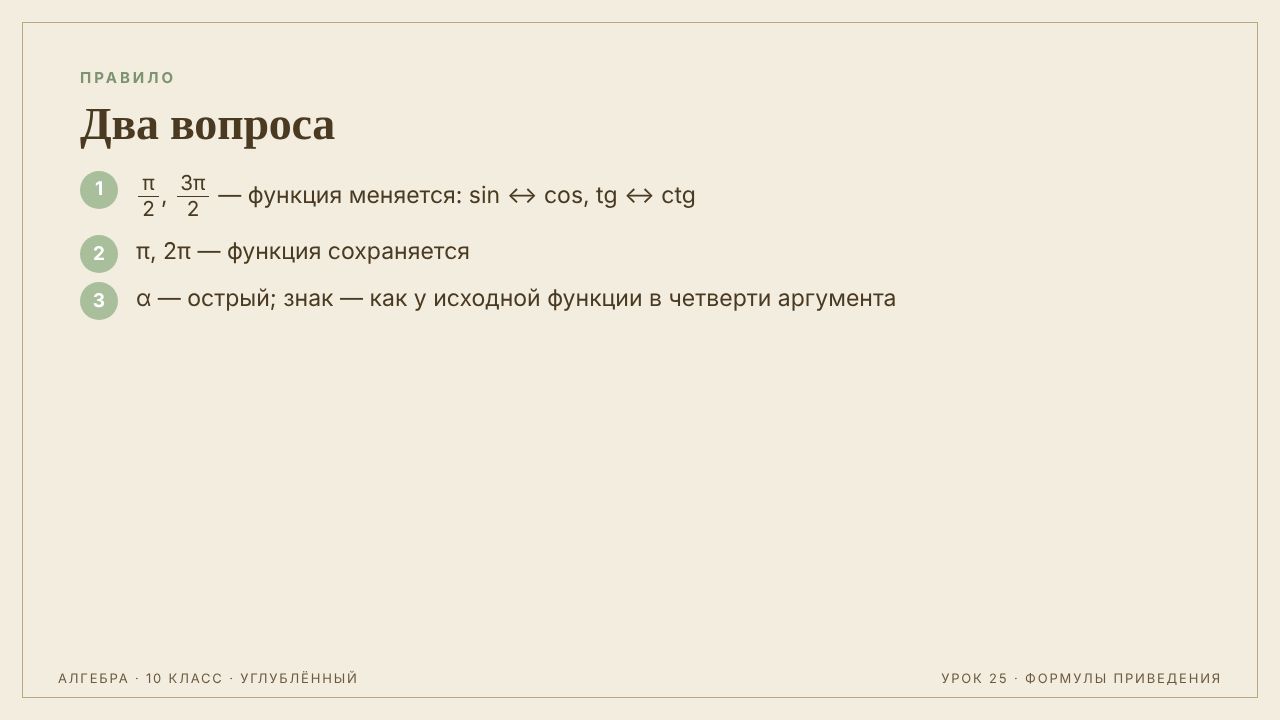 ПРАВИЛО
Два вопроса
1 π/2, 3π/2 — функция меняется: sin ↔ cos, tg ↔ ctg
2 π, 2π — функция сохраняется
3 α — острый; знак — как у исходной функции в четверти аргумента
АЛГЕБРА · 10 КЛАСС · УГЛУБЛЁННЫЙ
УРОК 25 · ФОРМУЛЫ ПРИВЕДЕНИЯ